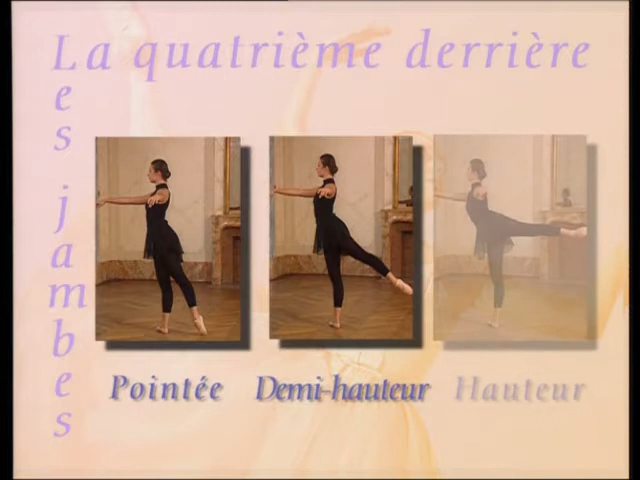 La quatrième derrière
Les jambes
Pointée
Demi-hauteur
Hauteur